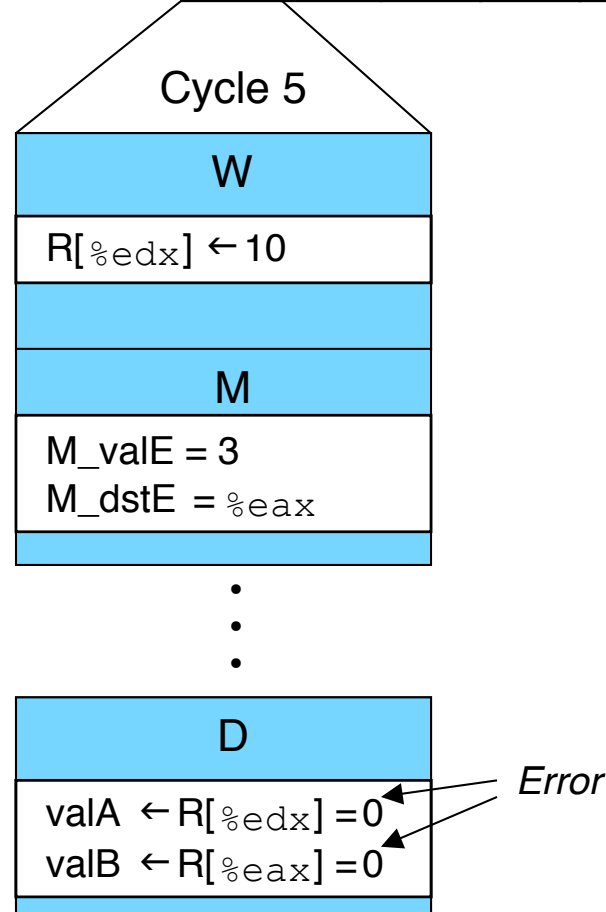 Cycle 5
W
R[%edx] ← 10
M
M_valE = 3
M_dstE = %eax
D
valA ← R[%edx] = 0
valB ← R[%eax] = 0
Error